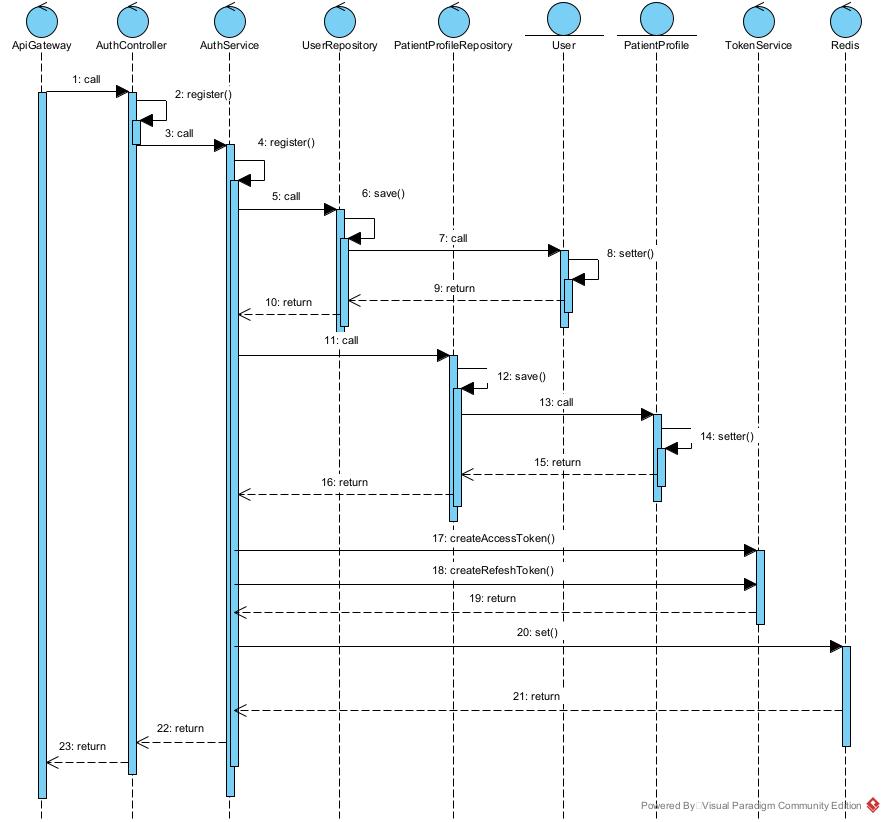 ApiGateway AuthController AuthService UserRepository PatientProfileRepository User PatientProfile TokenService Redis
1: call
2: register()
3: call
4: register()
5: call
6: save()
7: call
8: setter()
9: return
10: return
11: call
12: save()
13: call
14: setter()
15: return
16: return
17: createAccessToken()
18: createRefeshToken()
19: return
20: set()
21: return
22: return
23: return
Powered By Visual Paradigm Community Edition